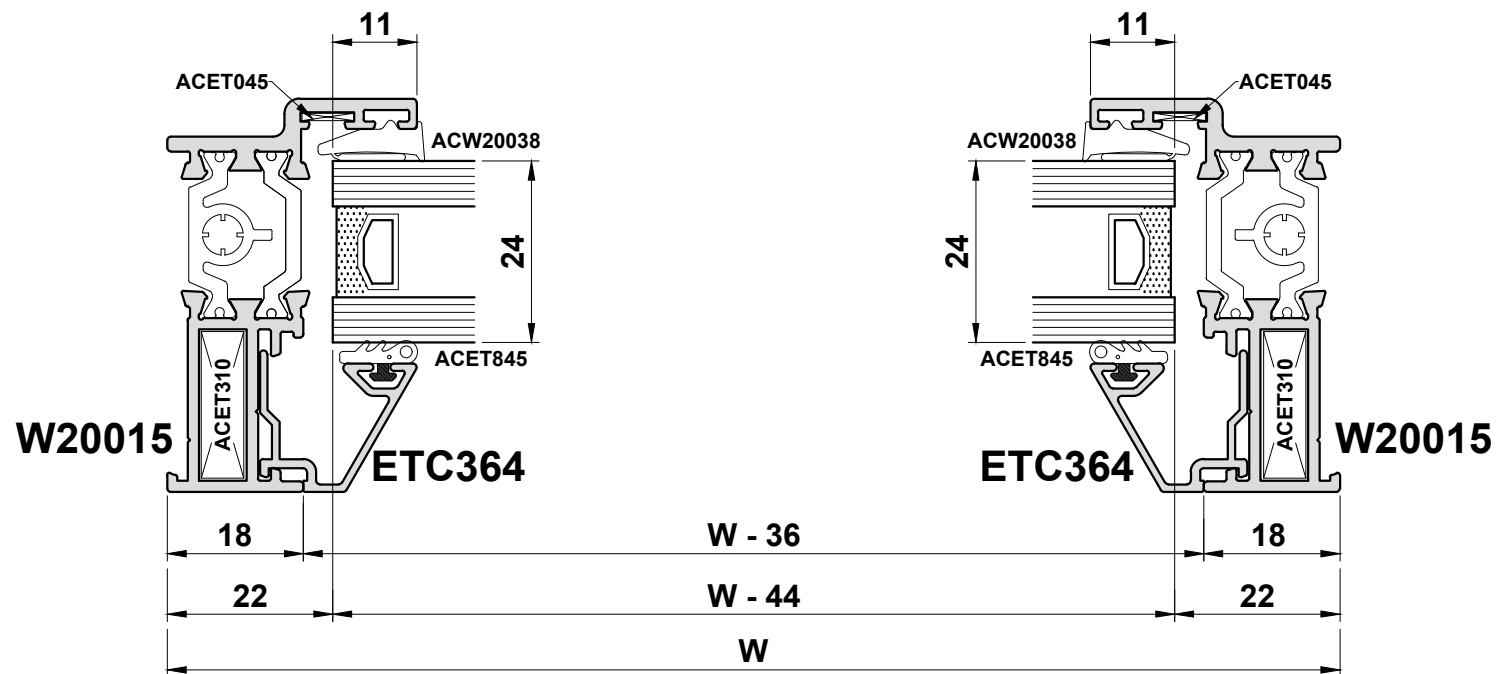 11
11
ACET045
ACET045
ACW20038
ACW20038
24
24
ACET845
ACET845
ACET310
ACET310
W20015
W20015
ETC364
ETC364
18
W - 36
18
22
W - 44
22
W